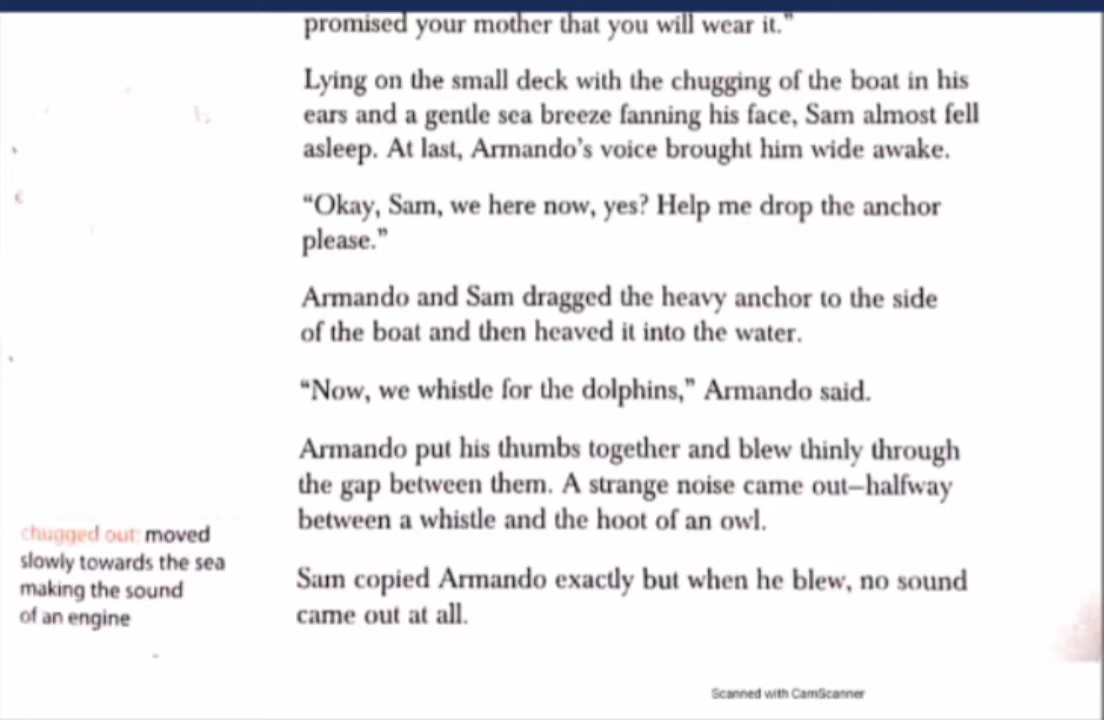 promised your mother that you will wear it.”
Lying on the small deck with the chugging of the boat in his
ears and a gentle sea breeze fanning his face, Sam almost fell
asleep. At last, Armando’s voice brought him wide awake.
“Okay, Sam, we here now, yes? Help me drop the anchor
please.”
Armando and Sam dragged the heavy anchor to the side
of the boat and then heaved it into the water.
“Now, we whistle for the dolphins,” Armando said.
Armando put his thumbs together and blew thinly through
the gap between them. A strange noise came out–halfway
between a whistle and the hoot of an owl.
Sam copied Armando exactly but when he blew, no sound
came out at all.
chugged out: moved
slowly towards the sea
making the sound
of an engine
Scanned with CamScanner